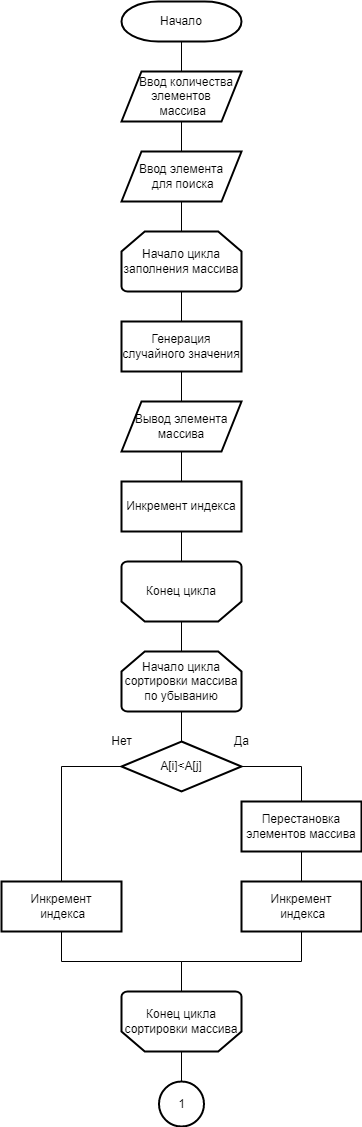 Начало
Ввод количества
элементов
массива
Ввод элемента
для поиска
Начало цикла
заполнения массива
Генерация
случайного значения
Вывод элемента
массива
Инкремент индекса
Конец цикла
Начало цикла
сортировки массива
по убыванию
Нет
Да
A[i]<A[j]
Перестановка
элементов массива
Инкремент
индекса
Инкремент
индекса
Конец цикла
сортировки массива
1